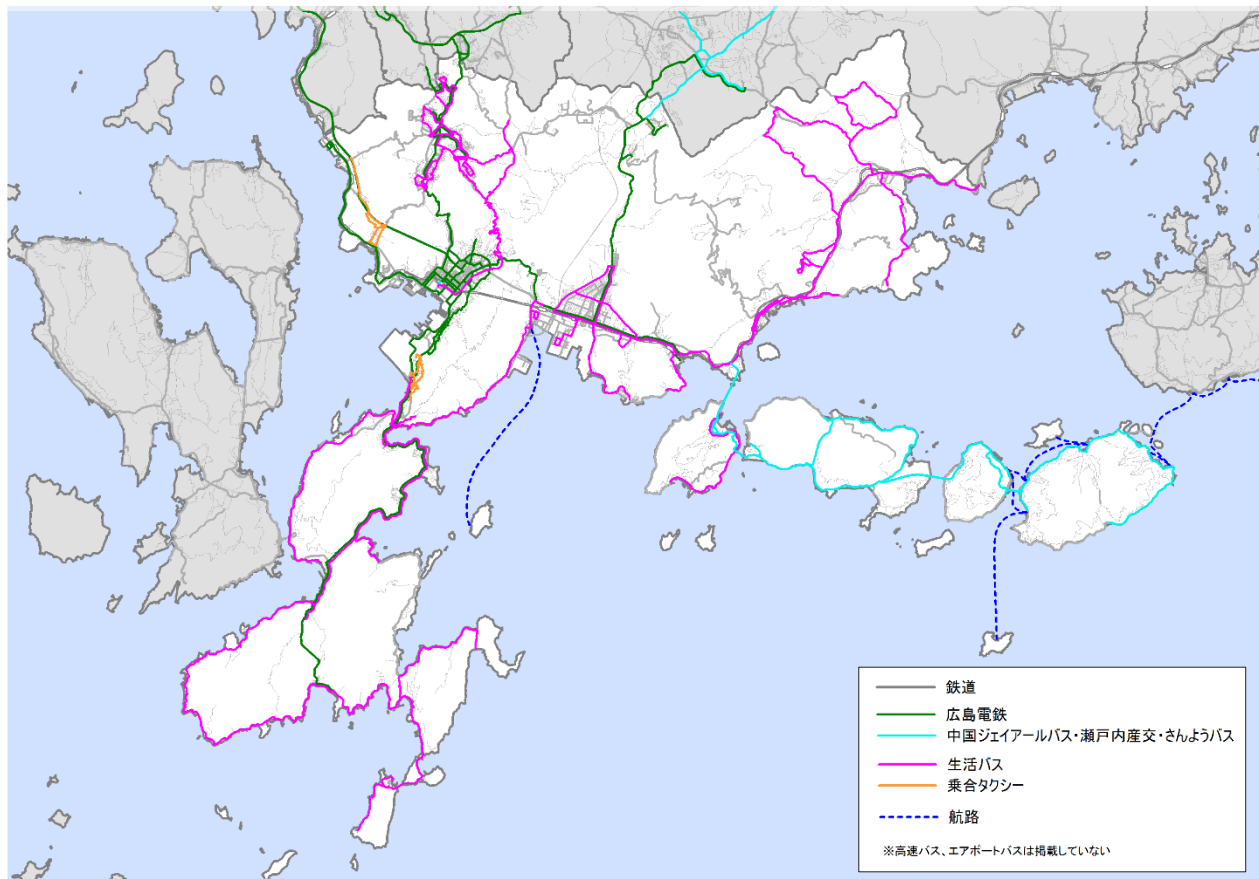 鉄道
広島電鉄
中国ジェイアールバス・瀬戸内産交・さんようバス
生活バス
乗合タクシー
航路
※高速バス、エアポートバスは掲載していない